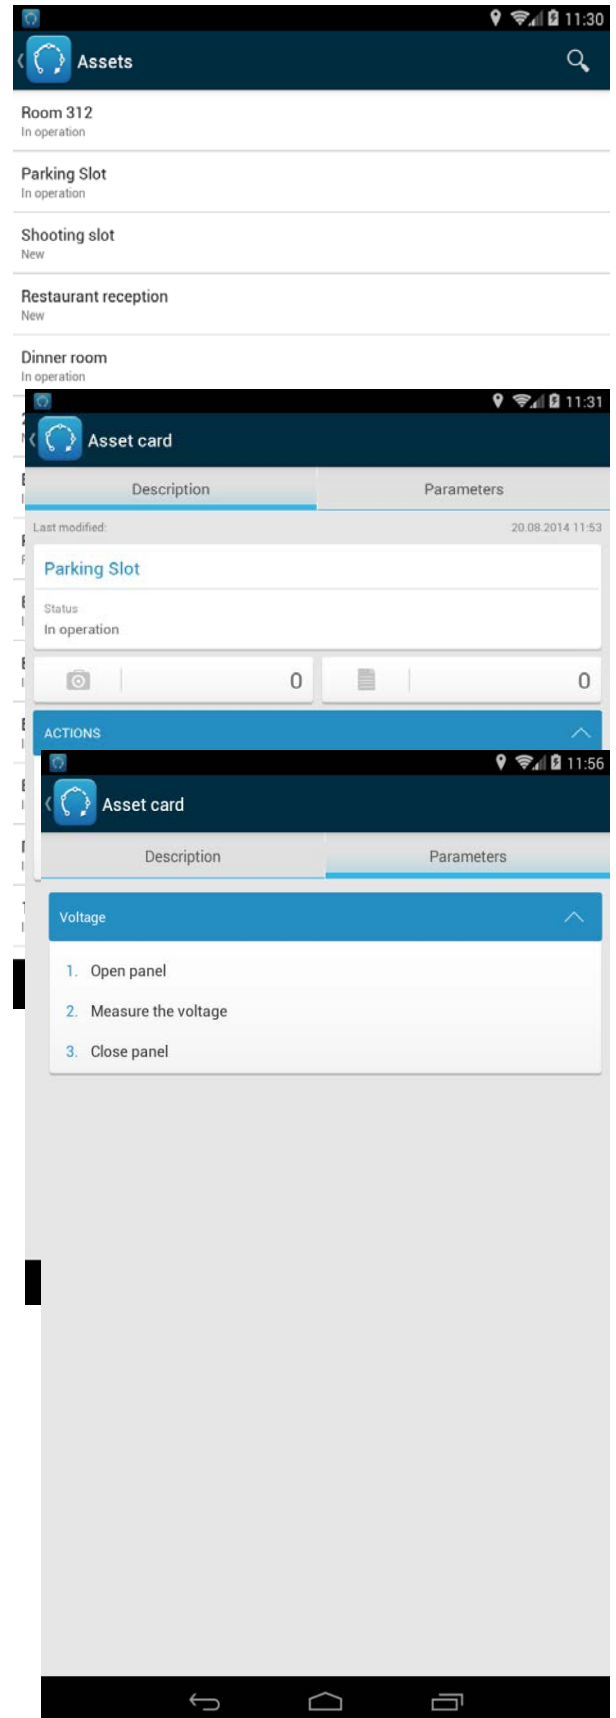 11:30
Assets
Room 312
In operation
Parking Slot
In operation
Shooting slot
New
Restaurant reception
New
Dinner room
In operation
11:31
Asset card
Description Parameters
Last modified: 20.08.2014 11:53
Parking Slot
Status
In operation
0 0
ACTIONS
11:56
Asset card
Description Parameters
Voltage
1. Open panel
2. Measure the voltage
3. Close panel